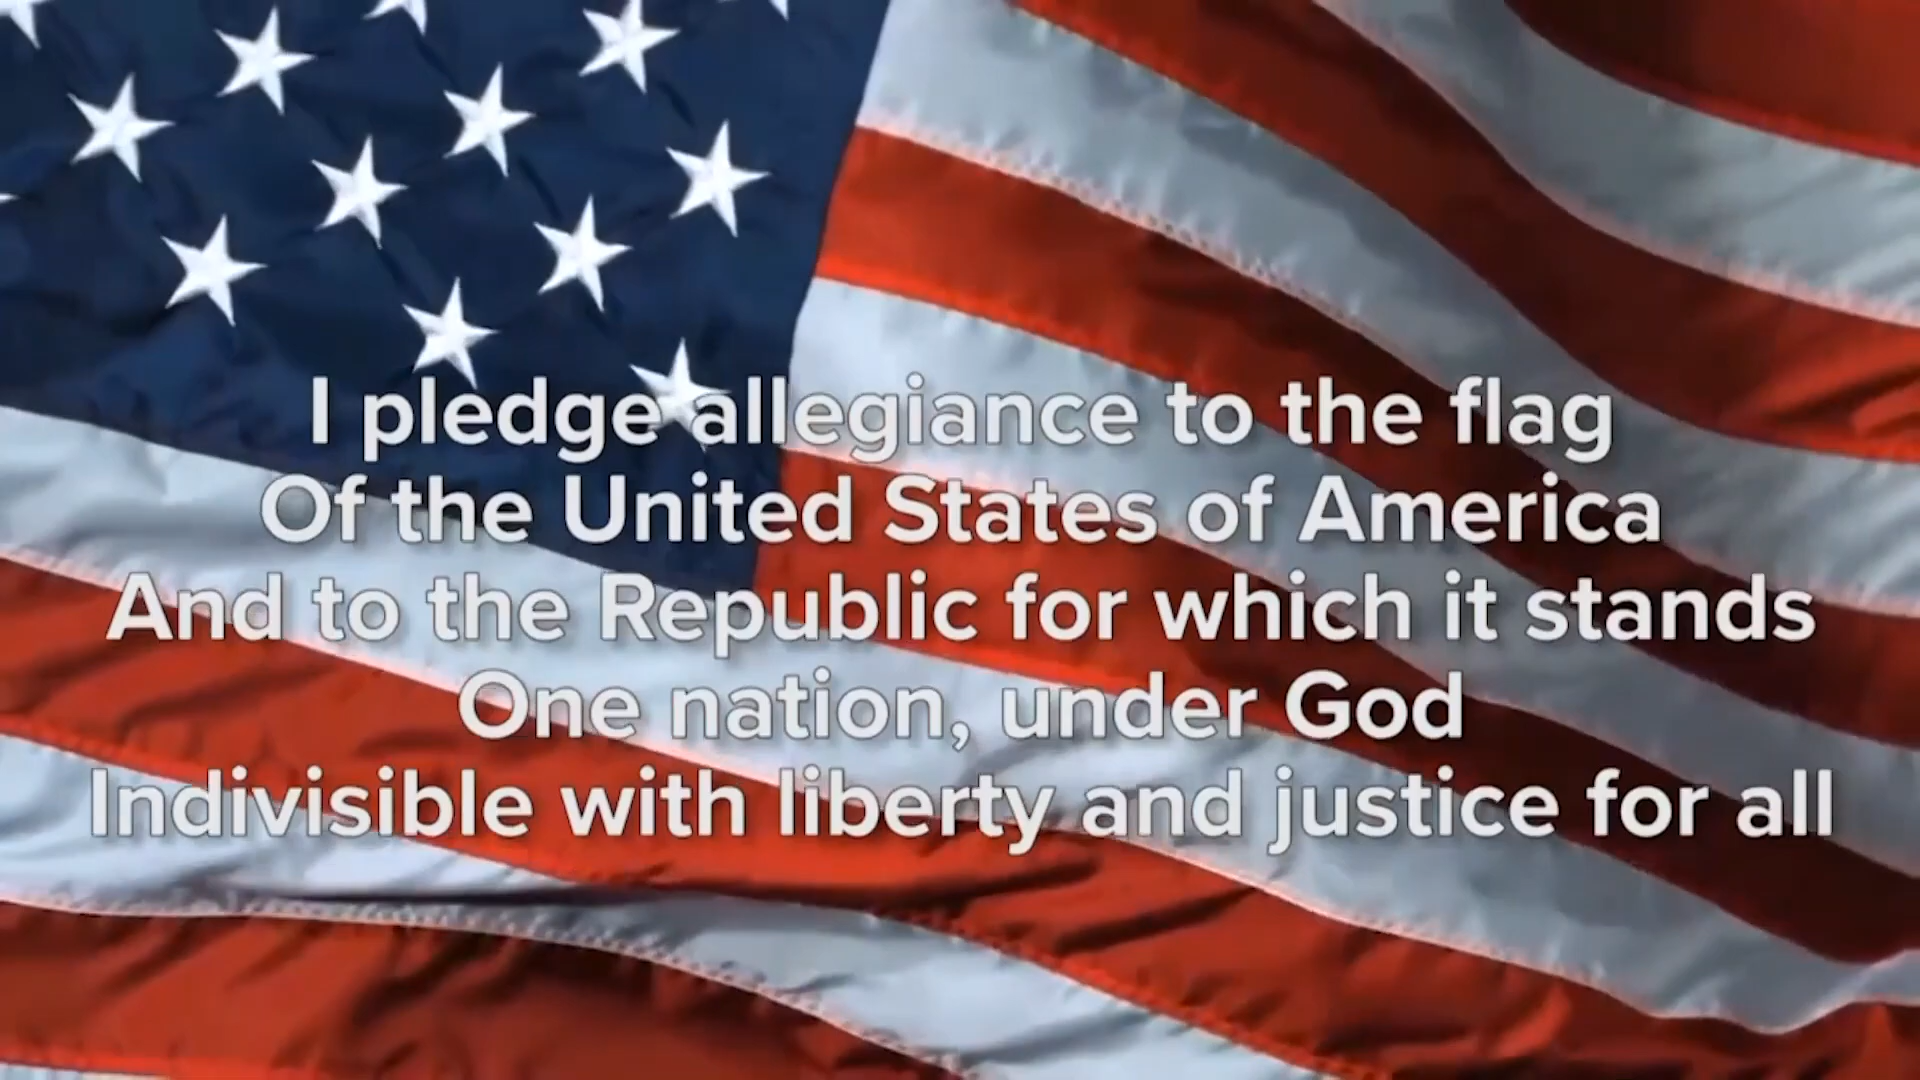 I pledge allegiance to the flag
Of the United States of America
And to the Republic for which it stands
One nation, under God
Indivisible with liberty and justice for all